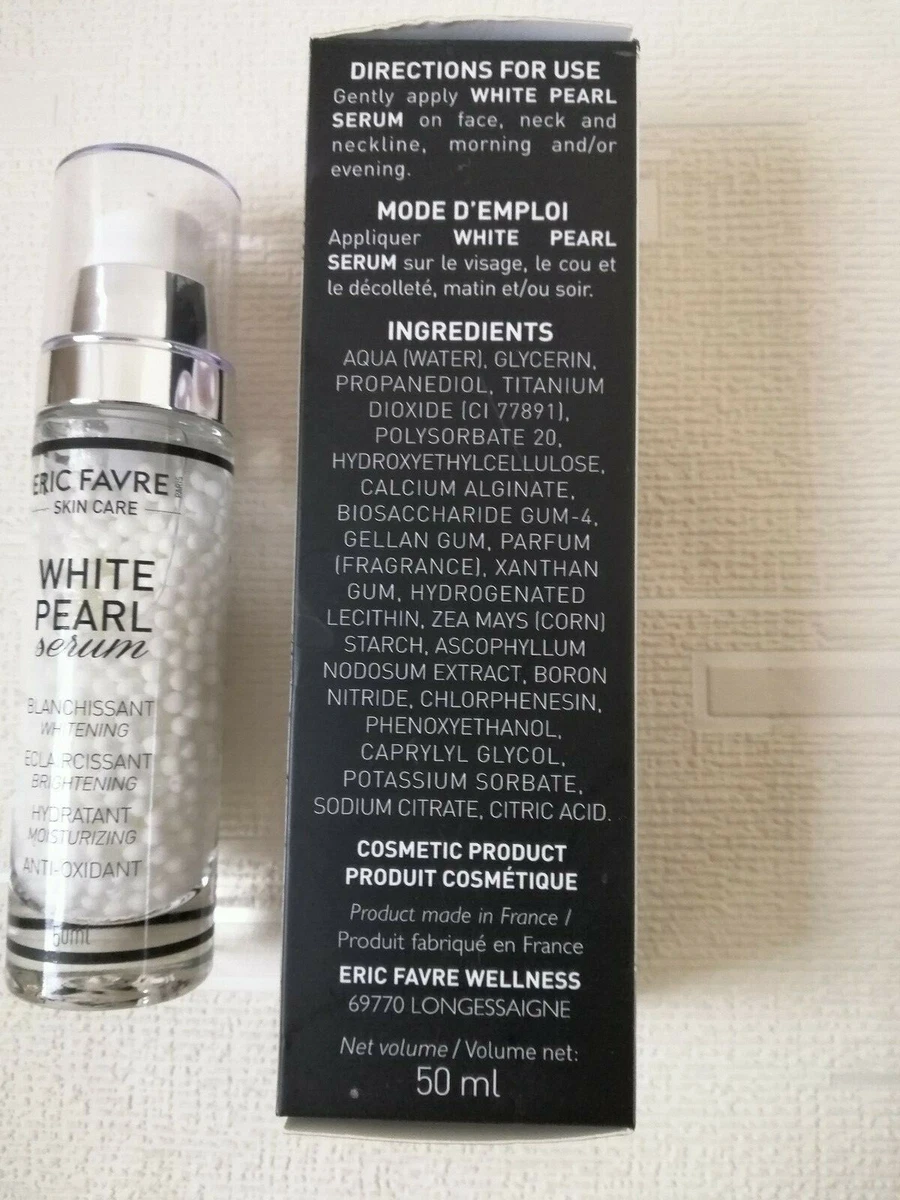 ERIC FAVRE
PARIS
SKIN CARE
WHITE
PEARL
serum
BLANCHISSANT
WHITENING
ECLAIRCISSANT
BRIGHTENING
HYDRATANT
MOISTURIZING
ANTI-OXIDANT
50ml
DIRECTIONS FOR USE
Gently apply WHITE PEARL
SERUM on face, neck and
neckline, morning and/or
evening.
MODE D'EMPLOI
Appliquer WHITE PEARL
SERUM sur le visage, le cou et
le décolleté, matin et/ou soir.
INGREDIENTS
AQUA (WATER), GLYCERIN,
PROPANEDIOL, TITANIUM
DIOXIDE (CI 77891),
POLYSORBATE 20,
HYDROXYETHYLCELLULOSE,
CALCIUM ALGINATE,
BIOSACCHARIDE GUM-4,
GELLAN GUM, PARFUM
(FRAGRANCE), XANTHAN
GUM, HYDROGENATED
LECITHIN, ZEA MAYS (CORN)
STARCH, ASCOPHYLLUM
NODOSUM EXTRACT, BORON
NITRIDE, CHLORPHENESIN,
PHENOXYETHANOL,
CAPRYLYL GLYCOL,
POTASSIUM SORBATE,
SODIUM CITRATE, CITRIC ACID.
COSMETIC PRODUCT
PRODUIT COSMÉTIQUE
Product made in France /
Produit fabriqué en France
ERIC FAVRE WELLNESS
69770 LONGESSAIGNE
Net volume / Volume net:
50 ml